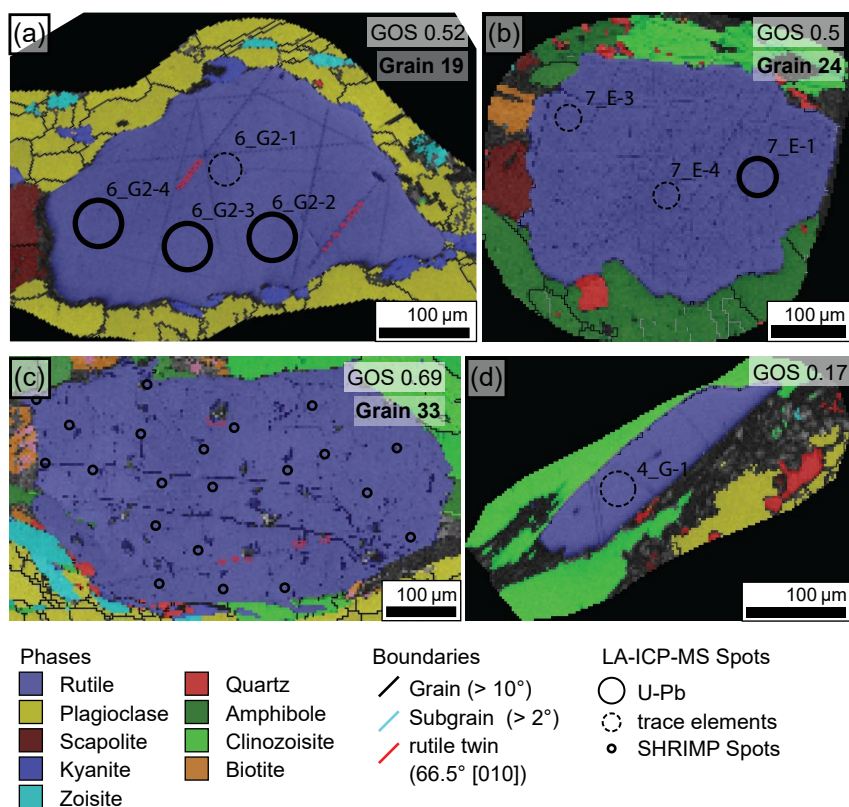 (a)
GOS 0.52
Grain 19
6_G2-1
6_G2-4
6_G2-3
6_G2-2
100 µm
(b)
GOS 0.5
Grain 24
7_E-3
7_E-1
7_E-4
100 µm
(c)
GOS 0.69
Grain 33
100 µm
(d)
GOS 0.17
4_G-1
100 µm
Phases
Rutile
Plagioclase
Scapolite
Kyanite
Zoisite
Quartz
Amphibole
Clinozoisite
Biotite
Boundaries
Grain (> 10°)
Subgrain (> 2°)
rutile twin
(66.5° [010])
LA-ICP-MS Spots
U-Pb
trace elements
SHRIMP Spots